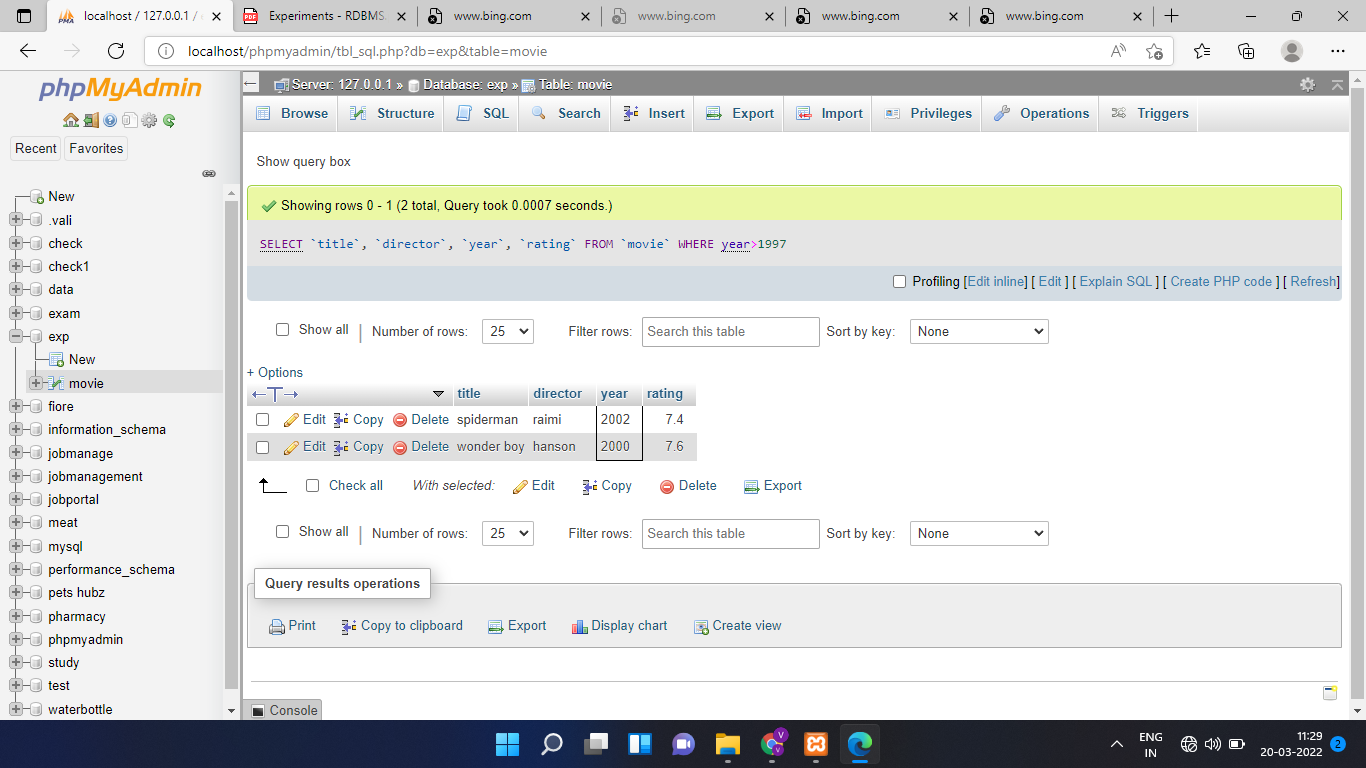 localhost / 127.0.0.1 /
Experiments - RDBMS.
www.bing.com
www.bing.com
www.bing.com
www.bing.com
localhost/phpmyadmin/tbl_sql.php?db=exp&table=movie
phpMyAdmin
PMA
Recent Favorites
New
.vali
check
check1
data
exam
exp
New
movie
fiore
information_schema
jobmanage
jobmanagement
jobportal
meat
mysql
performance_schema
pets hubz
pharmacy
phpmyadmin
study
test
waterbottle
Server: 127.0.0.1 » Database: exp » Table: movie
Browse Structure SQL Search Insert Export Import Privileges Operations Triggers
Show query box
Showing rows 0 - 1 (2 total, Query took 0.0007 seconds.)
SELECT `title`, `director`, `year`, `rating` FROM `movie` WHERE year>1997
Profiling [Edit inline] [ Edit ] [ Explain SQL ] [ Create PHP code ] [ Refresh]
Show all | Number of rows: 25 Filter rows: Search this table Sort by key: None
+ Options
title director year rating
Edit Copy Delete spiderman raimi 2002 7.4
Edit Copy Delete wonder boy hanson 2000 7.6
Check all With selected: Edit Copy Delete Export
Show all | Number of rows: 25 Filter rows: Search this table Sort by key: None
Query results operations
Print Copy to clipboard Export Display chart Create view
Console
ENG
IN
11:29
20-03-2022
2